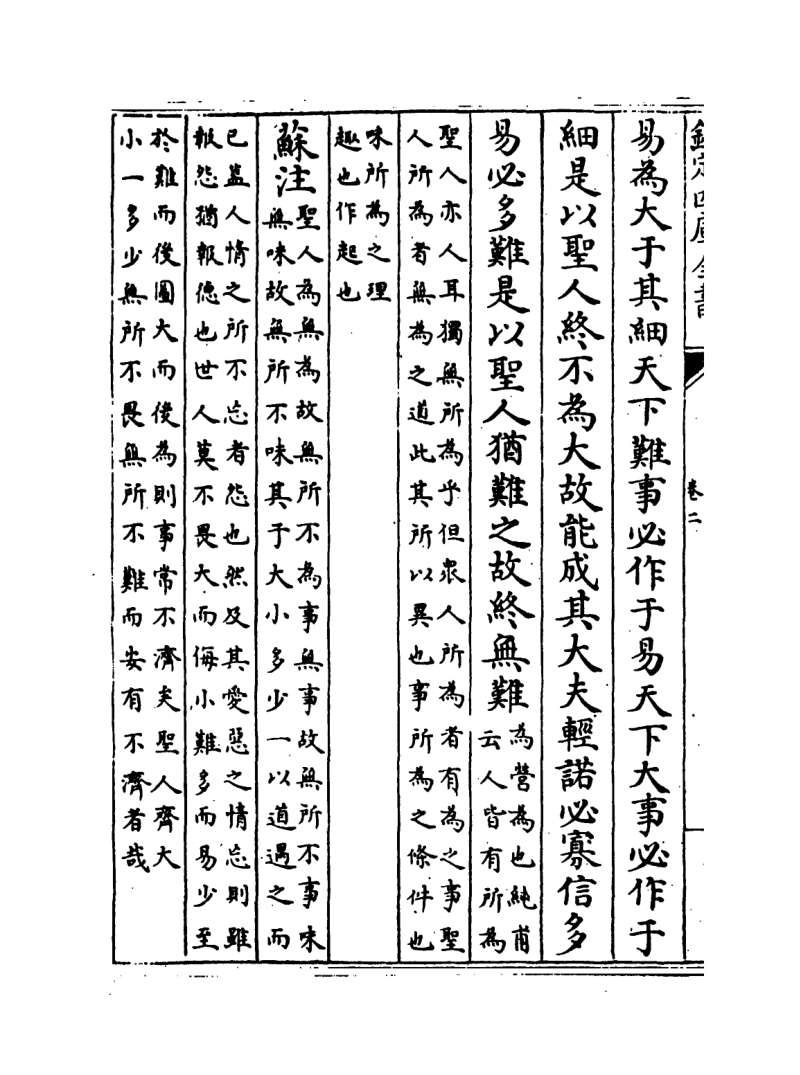 欽定四庫全書
卷二
易為大于其細天下難事必作于易天下大事必作于
細是以聖人終不為大故能成其大夫輕諾必寡信多
易必多難是以聖人猶難之故終無難
為營為也純甫
云人皆有所為
聖人亦人耳獨無所為乎但衆人所為者有為之事聖
人所為者無為之道此其所以異也事所為之條件也
味所為之理
趣也作起也
蘇注
聖人為無為故無所不為事無事故無所不事味
無味故無所不味其于大小多少一以道遇之而
已蓋人情之所不忘者怨也然及其愛惡之情忘則雖
報怨猶報德也世人莫不畏大而侮小難多而易少至
於難而後圖大而後為則事常不濟矣聖人齊大
小一多少無所不畏無所不難而安有不濟者哉